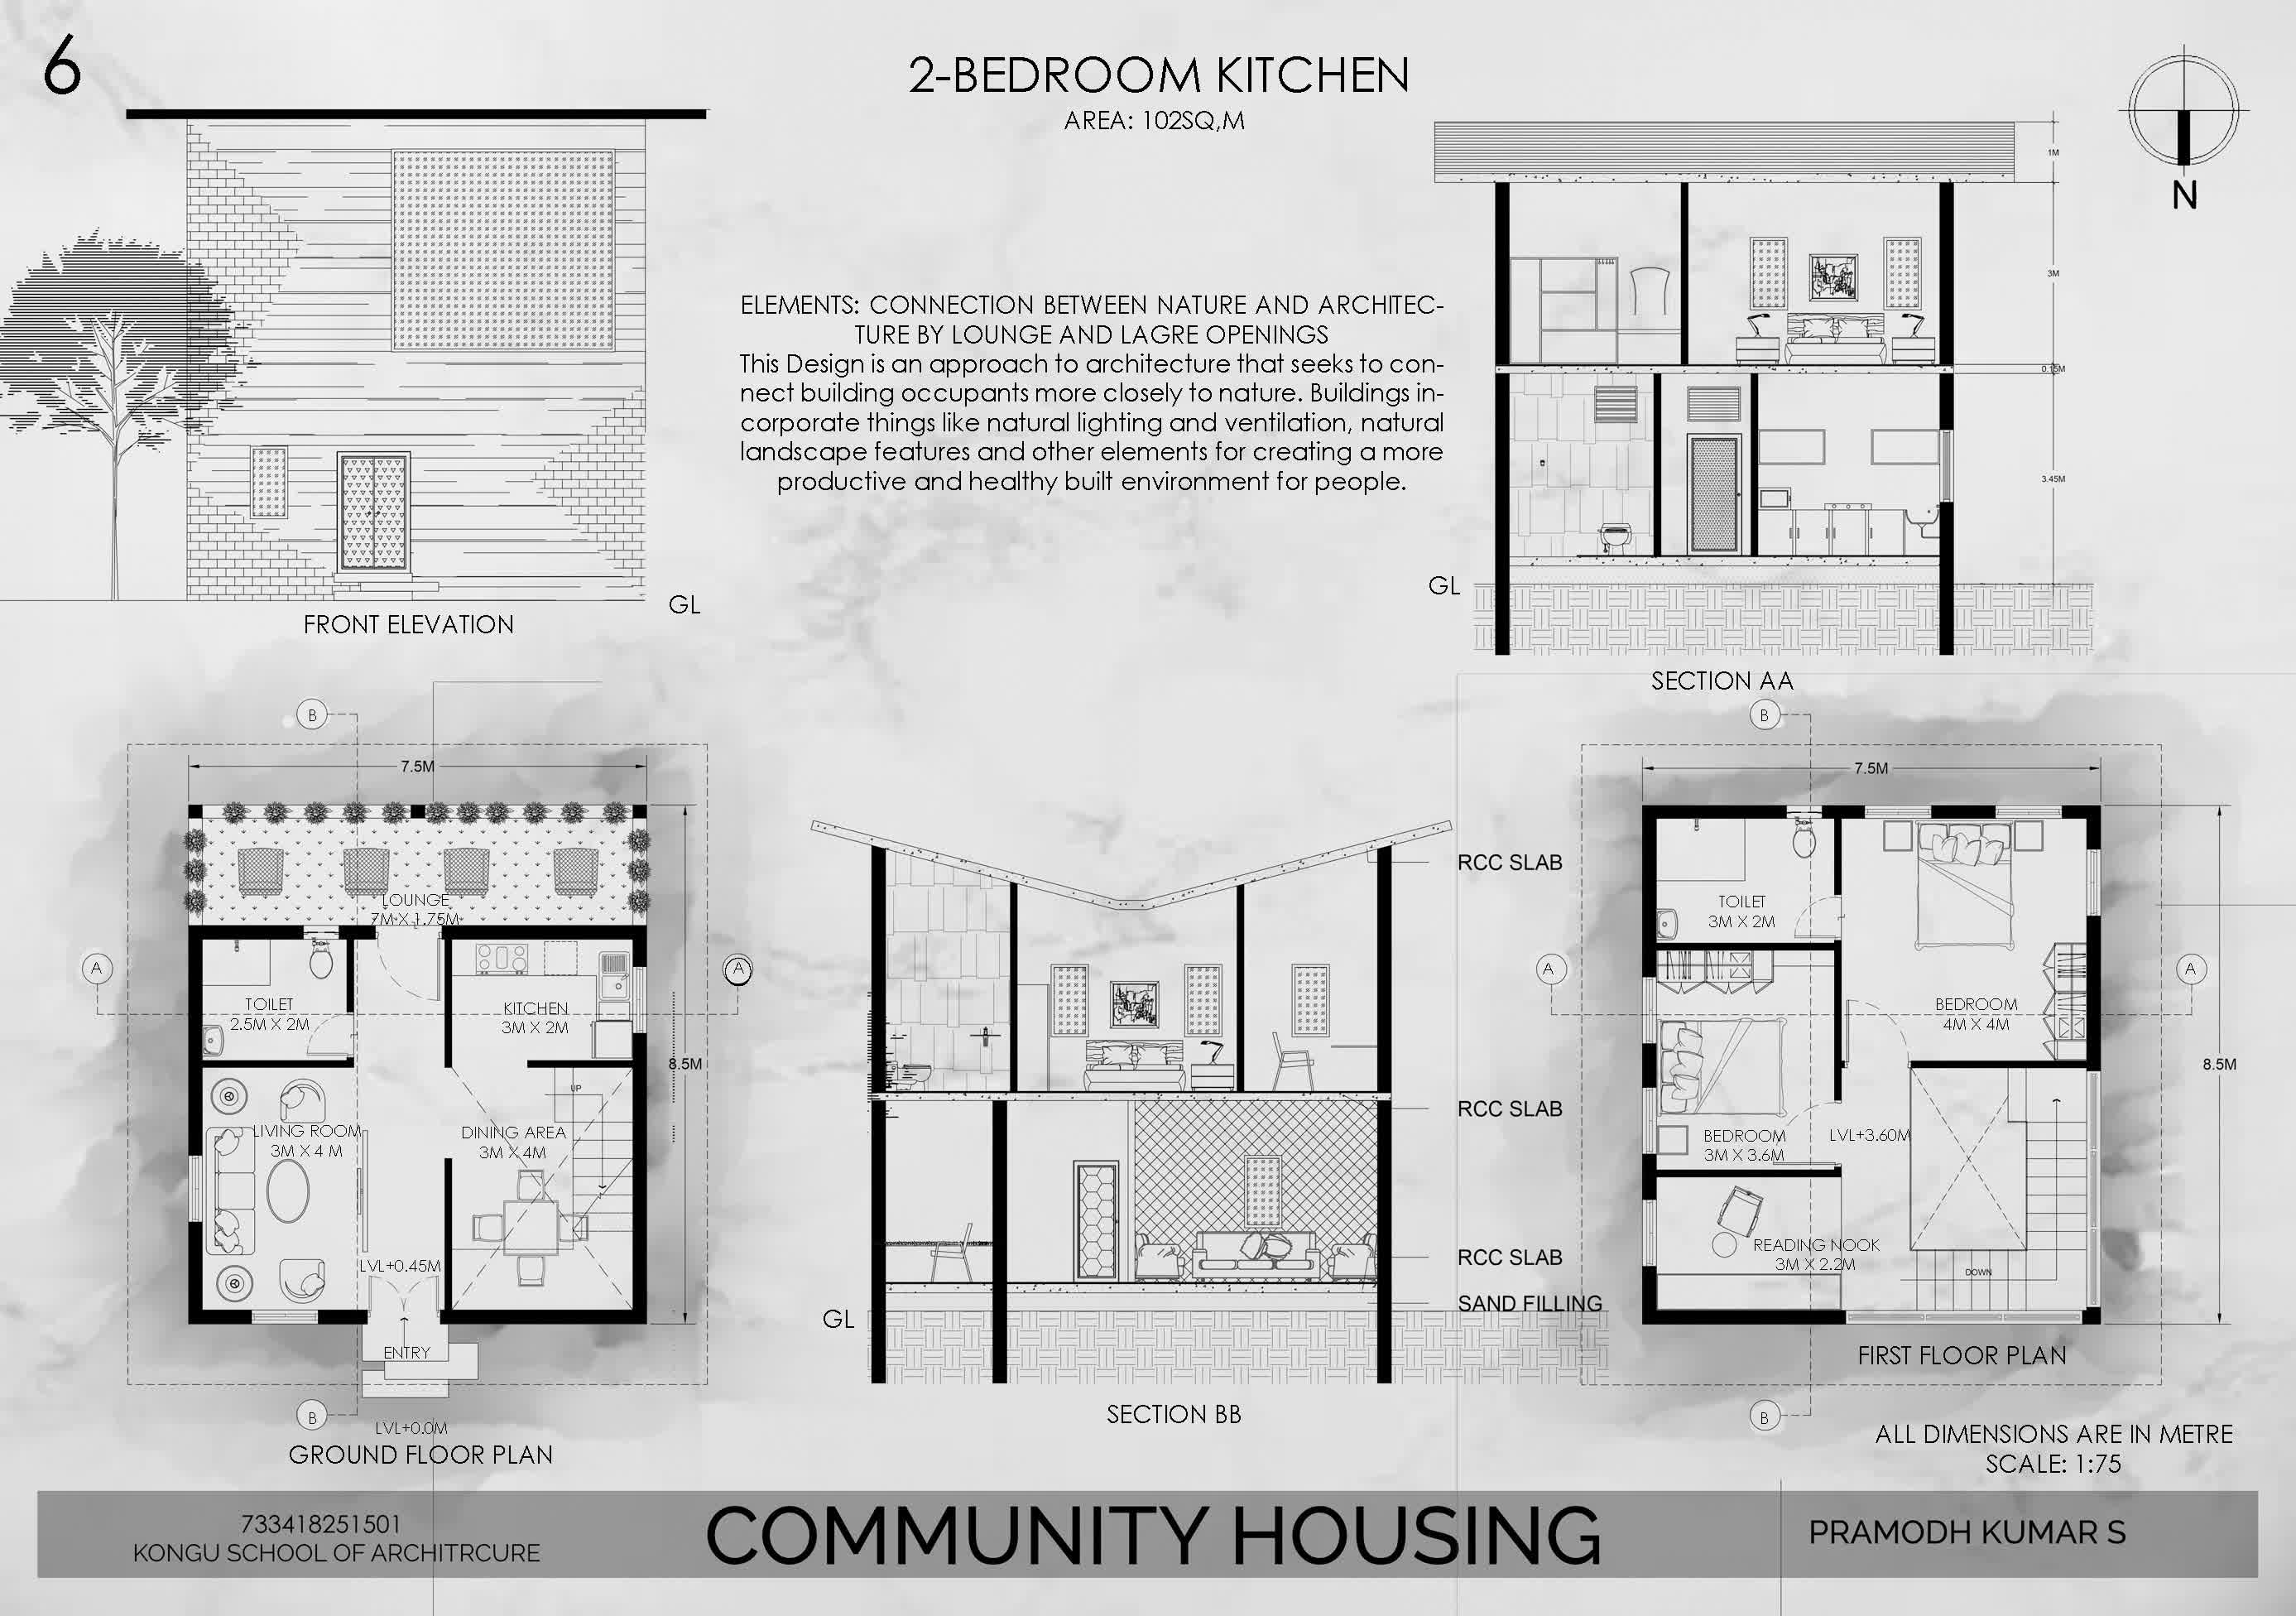 6
2-BEDROOM KITCHEN
AREA: 102SQ,M
N
1M
3M
0.15M
3.45M
ELEMENTS: CONNECTION BETWEEN NATURE AND ARCHITEC-
TURE BY LOUNGE AND LAGRE OPENINGS
This Design is an approach to architecture that seeks to con-
nect building occupants more closely to nature. Buildings in-
corporate things like natural lighting and ventilation, natural
landscape features and other elements for creating a more
productive and healthy built environment for people.
GL
FRONT ELEVATION
GL
SECTION AA
B
7.5M
LOUNGE
7M X 1.75M
A
A
TOILET
2.5M X 2M
KITCHEN
3M X 2M
8.5M
UP
LIVING ROOM
3M X 4 M
DINING AREA
3M X 4M
LVL+0.45M
ENTRY
B
LVL+0.0M
GROUND FLOOR PLAN
RCC SLAB
RCC SLAB
RCC SLAB
SAND FILLING
GL
SECTION BB
B
7.5M
TOILET
3M X 2M
A
A
BEDROOM
4M X 4M
8.5M
BEDROOM
3M X 3.6M
LVL+3.60M
X
READING NOOK
3M X 2.2M
DOWN
FIRST FLOOR PLAN
B
ALL DIMENSIONS ARE IN METRE
SCALE: 1:75
733418251501
KONGU SCHOOL OF ARCHITRCURE
COMMUNITY HOUSING
PRAMODH KUMAR S